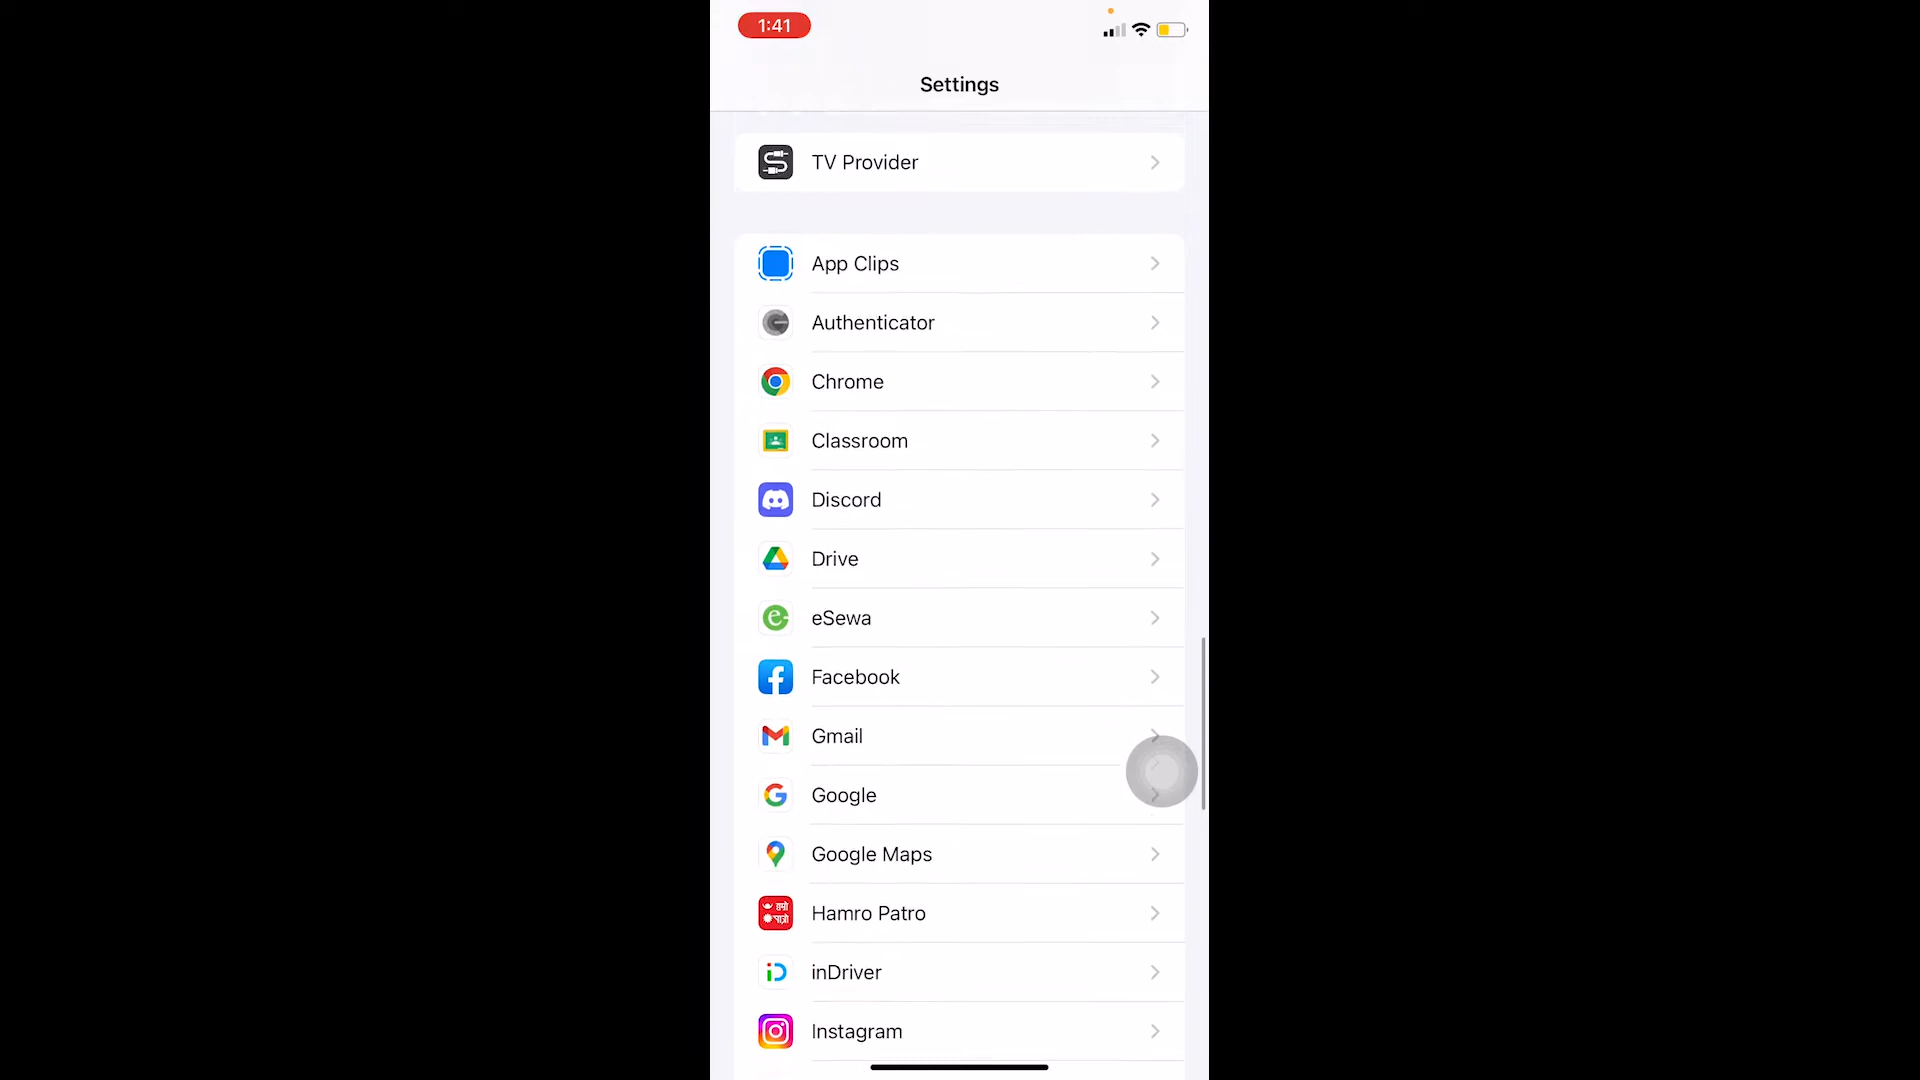 1:41
Settings
TV Provider
App Clips
Authenticator
Chrome
Classroom
Discord
Drive
eSewa
Facebook
Gmail
Google
Google Maps
हाम्रो
पात्रो
Hamro Patro
inDriver
Instagram